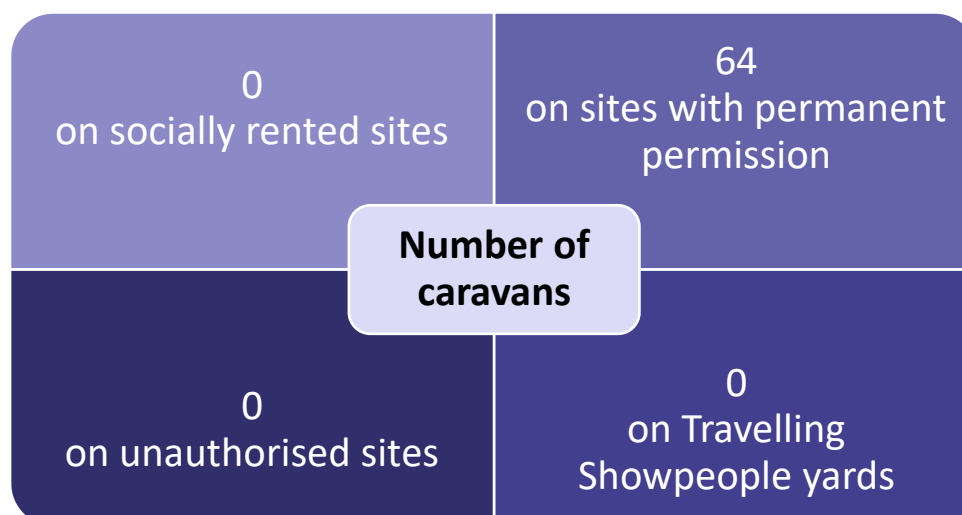 0
on socially rented sites
64
on sites with permanent
permission
Number of
caravans
0
on unauthorised sites
0
on Travelling
Showpeople yards